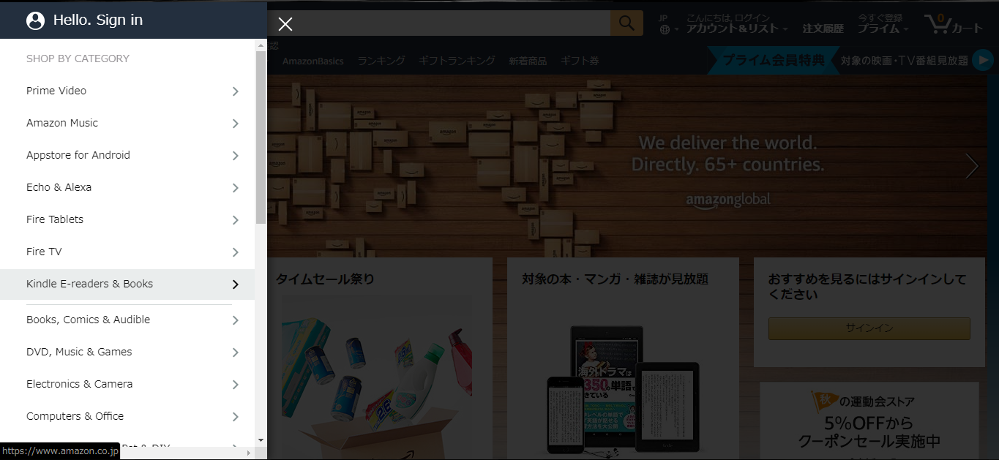 Hello. Sign in
SHOP BY CATEGORY
Prime Video
Amazon Music
Appstore for Android
Echo & Alexa
Fire Tablets
Fire TV
Kindle E-readers & Books
Books, Comics & Audible
DVD, Music & Games
Electronics & Camera
Computers & Office
& DIY
https://www.amazon.co.jp
JP
こんにちは, ログイン
アカウント&リスト
注文履歴
今すぐ登録
プライム
0
カート
AmazonBasics
ランキング
ギフトランキング
新着商品
ギフト券
プライム会員特典
対象の映画・TV番組見放題
We deliver the world.
Directly. 65+ countries.
amazonglobal
タイムセール祭り
対象の本・マンガ・雑誌が見放題
海外ドラマは
350の単語で
きている
おすすめを見るにはサインインして
ください
サインイン
秋の運動会ストア
5%OFFから
クーポンセール実施中